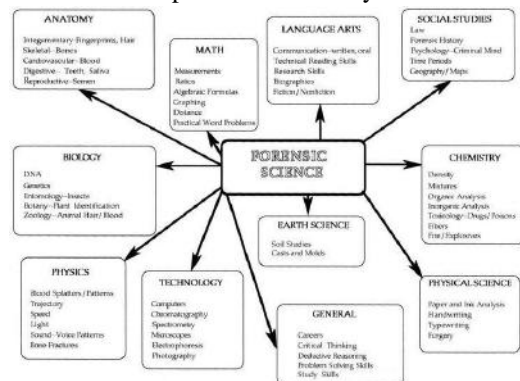 ANATOMY
Integumentary-Fingerprints, Hair
Skeletal-Bones
Cardiovascular-Blood
Digestive-Teeth, Saliva
Reproductive-Semen
MATH
Measurements
Ratios
Algebraic Formulas
Graphing
Distance
Practical Word Problems
LANGUAGE ARTS
Communication-written, oral
Technical Reading Skills
Research Skills
Biographies
Fiction/Nonfiction
SOCIAL STUDIES
Law
Forensic History
Psychology-Criminal Mind
Time Periods
Geography/Maps
BIOLOGY
DNA
Genetics
Entomology-Insects
Botany-Plant Identification
Zoology-Animal Hair/Blood
FORENSIC
SCIENCE
CHEMISTRY
Density
Mixtures
Organic Analysis
Inorganic Analysis
Toxicology-Drugs/Poisons
Fibers
Fire/Explosives
EARTH SCIENCE
Soil Studies
Casts and Molds
PHYSICS
Blood Splatters/Patterns
Trajectory
Speed
Light
Sound-Voice Patterns
Bone Fractures
TECHNOLOGY
Computers
Chromatography
Spectrometry
Microscopes
Electrophoresis
Photography
GENERAL
Careers
Critical Thinking
Deductive Reasoning
Problem Solving Skills
Study Skills
PHYSICAL SCIENCE
Paper and Ink Analysis
Handwriting
Typewriting
Forgery